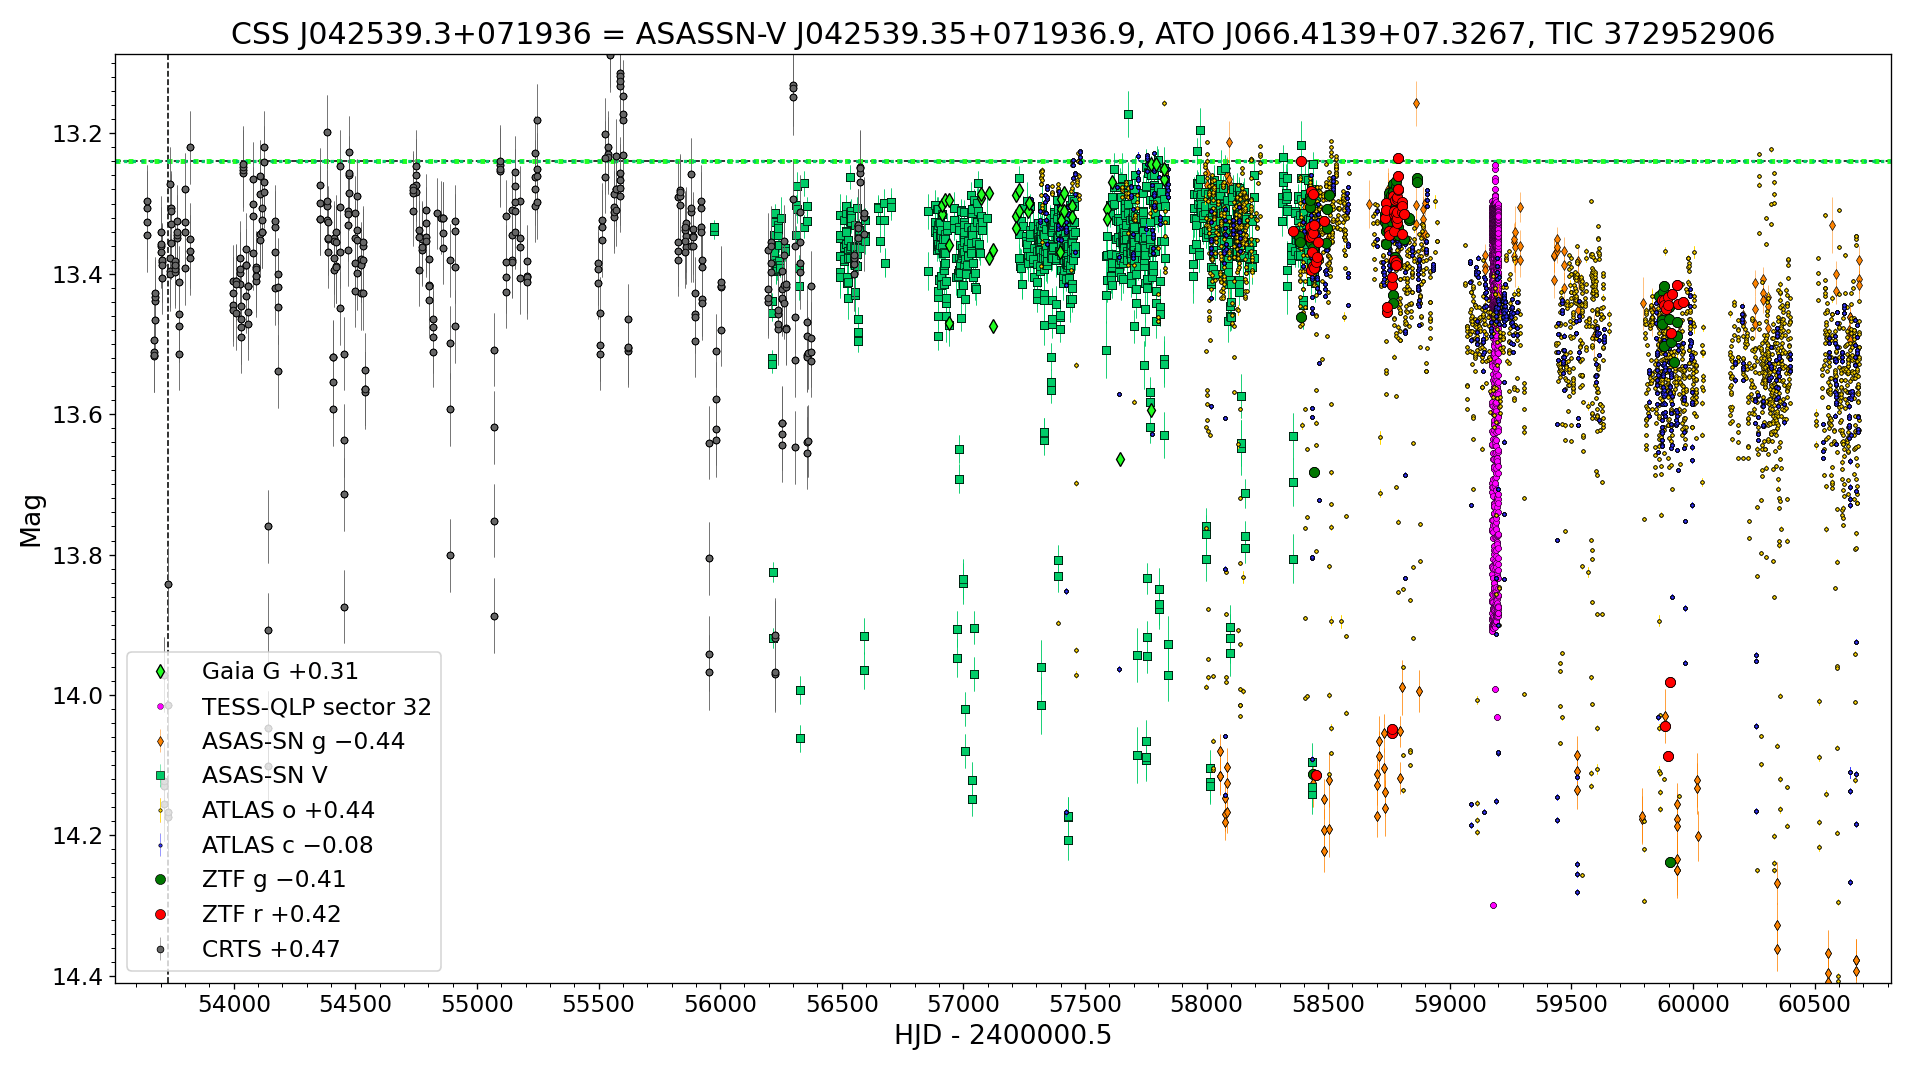 CSS J042539.3+071936 = ASASSN-V J042539.35+071936.9, ATO J066.4139+07.3267, TIC 372952906
Mag
13.2
13.4
13.6
13.8
14.0
14.2
14.4
Gaia G +0.31
TESS-QLP sector 32
ASAS-SN g −0.44
ASAS-SN V
ATLAS o +0.44
ATLAS c −0.08
ZTF g −0.41
ZTF r +0.42
CRTS +0.47
54000 54500 55000 55500 56000 56500 57000 57500 58000 58500 59000 59500 60000 60500
HJD - 2400000.5